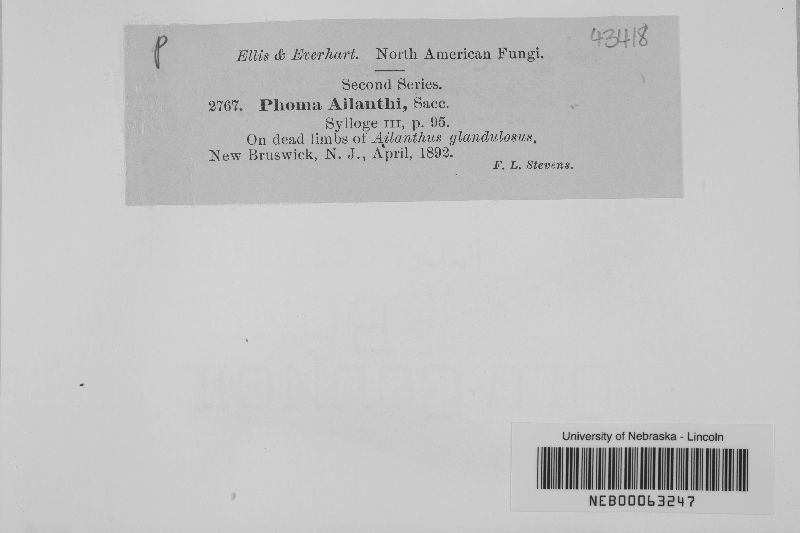 P
43418
Ellis & Everhart. North American Fungi.
Second Series.
2767. Phoma Ailanthi, Sacc.
Sylloge III, p. 95.
On dead limbs of Ailanthus glandulosus,
New Bruswick, N. J., April, 1892.
F. L. Stevens.
University of Nebraska - Lincoln
NEB00063247